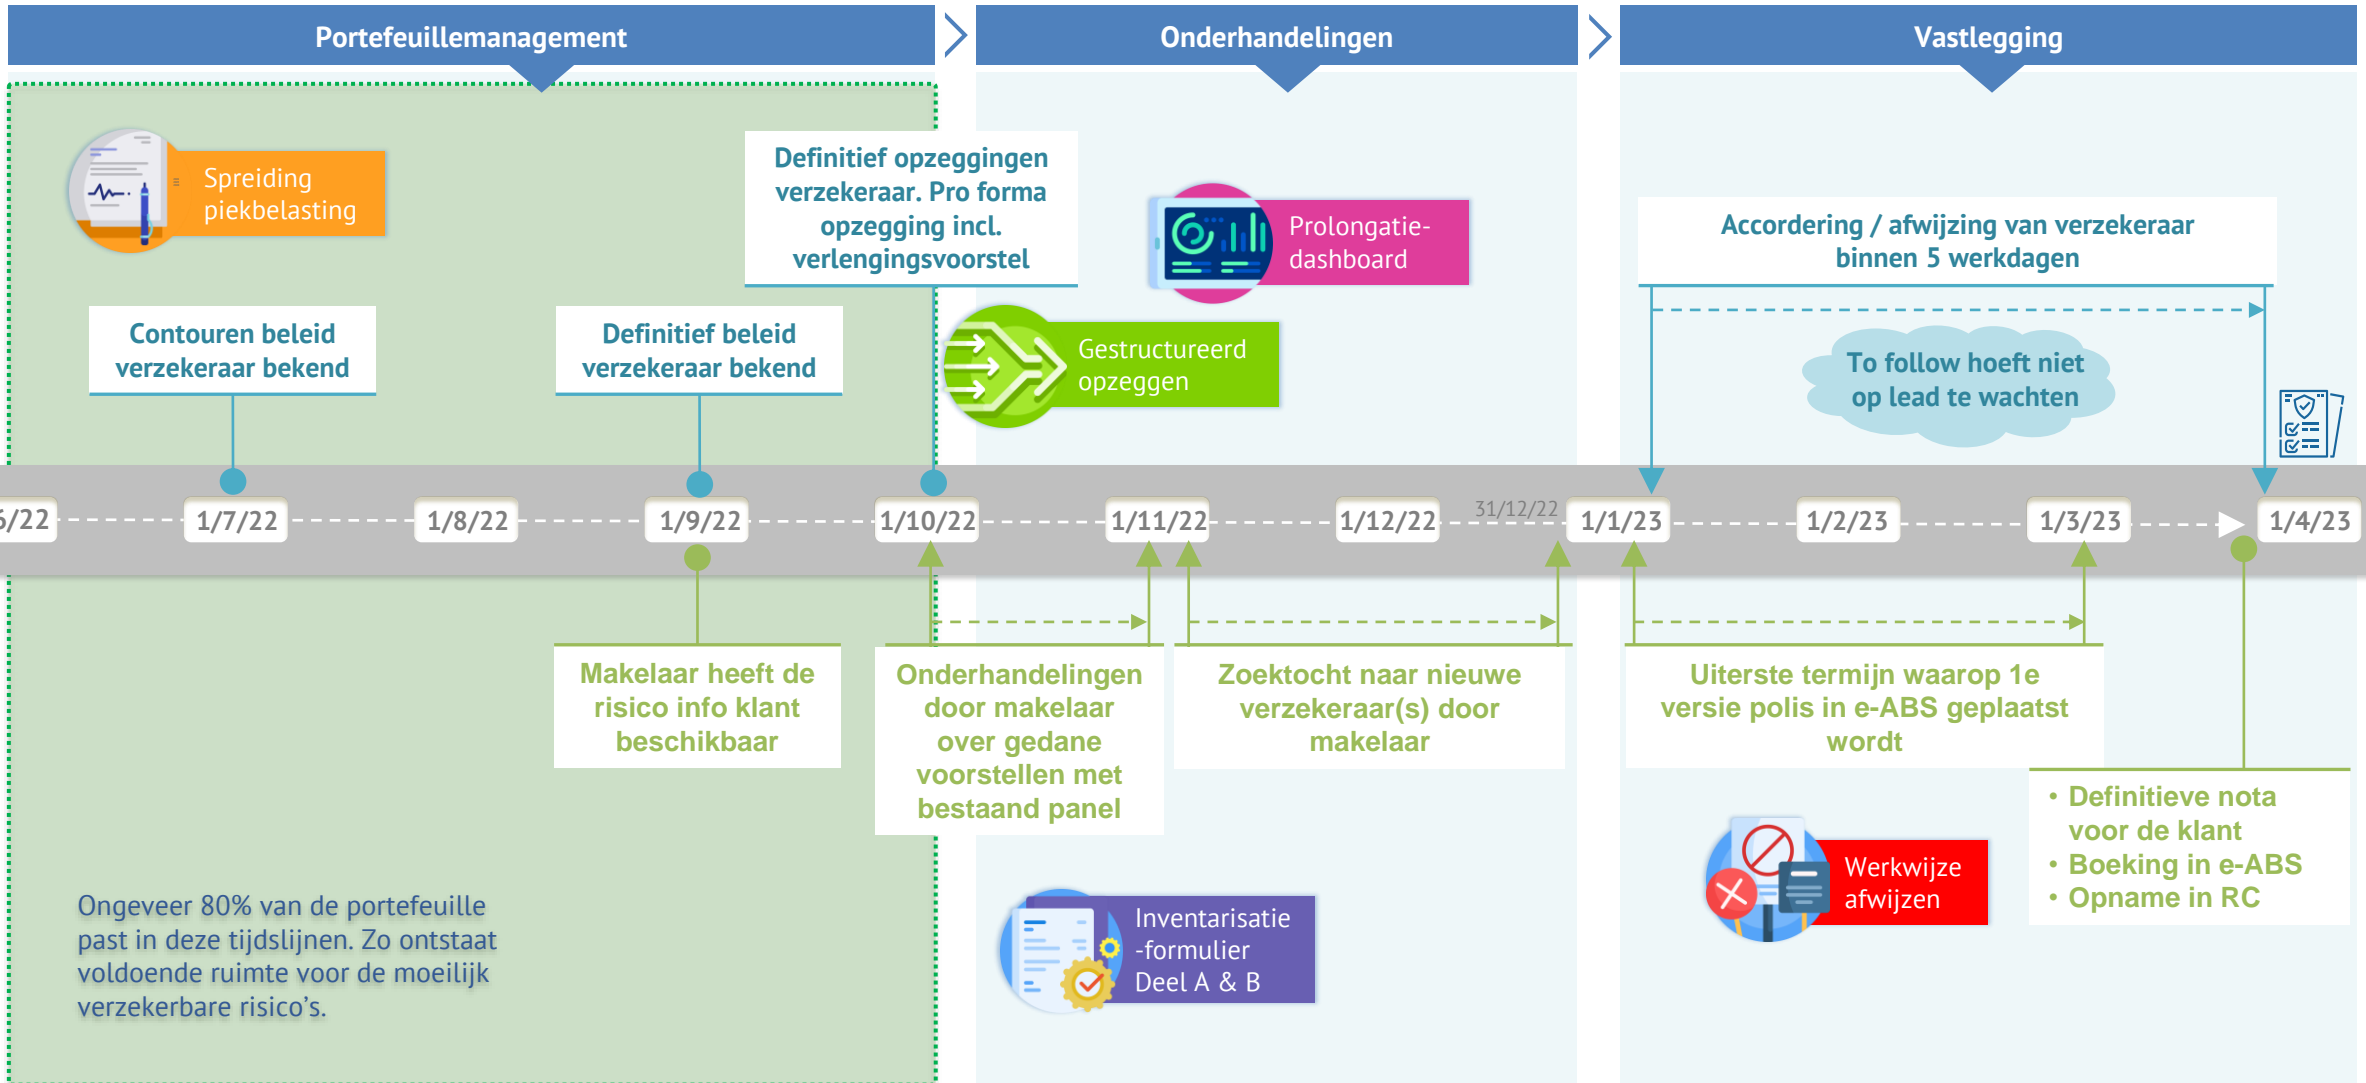 Portefeuillemanagement
Onderhandelingen
Vastlegging
Spreiding
piekbelasting
Definitief opzeggingen
verzekeraar. Pro forma
opzegging incl.
verlengingsvoorstel
Prolongatie-
dashboard
Accordering / afwijzing van verzekeraar
binnen 5 werkdagen
Contouren beleid
verzekeraar bekend
Definitief beleid
verzekeraar bekend
Gestructureerd
opzeggen
To follow hoeft niet
op lead te wachten
6/22
1/7/22
1/8/22
1/9/22
1/10/22
1/11/22
1/12/22
31/12/22
1/1/23
1/2/23
1/3/23
1/4/23
Makelaar heeft de
risico info klant
beschikbaar
Onderhandelingen
door makelaar
over gedane
voorstellen met
bestaand panel
Zoektocht naar nieuwe
verzekeraar(s) door
makelaar
Uiterste termijn waarop 1e
versie polis in e-ABS geplaatst
wordt
• Definitieve nota
voor de klant
• Boeking in e-ABS
• Opname in RC
Werkwijze
afwijzen
Ongeveer 80% van de portefeuille
past in deze tijdslijnen. Zo ontstaat
voldoende ruimte voor de moeilijk
verzekerbare risico’s.
Inventarisatie
-formulier
Deel A & B